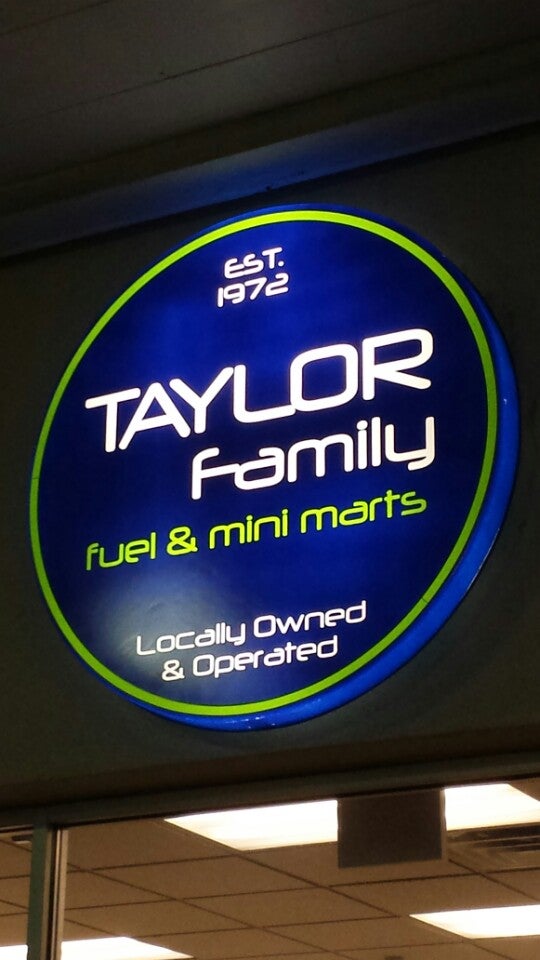 EST.
1972
TAYLOR
Family
fuel & mini marts
Locally Owned
& Operated